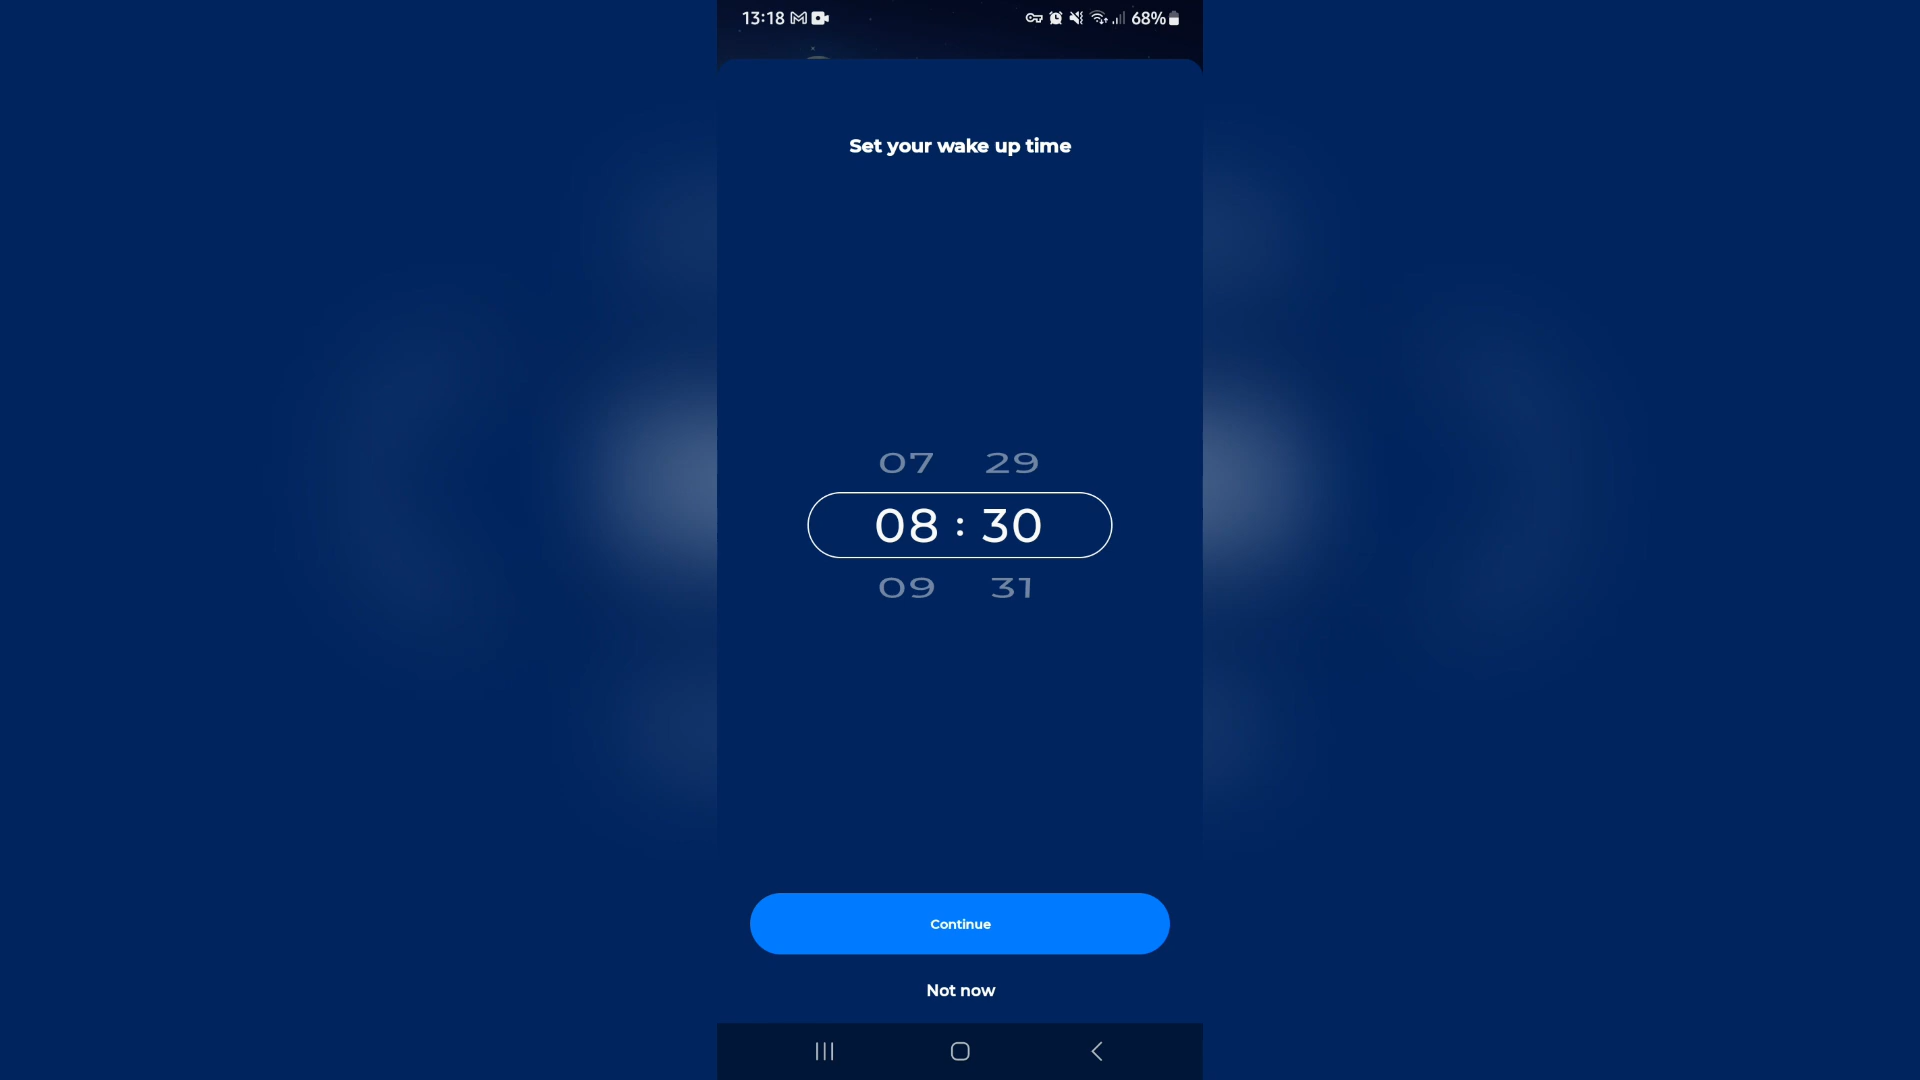 13:18 68%
Set your wake up time
07 29
08 : 30
09 31
Continue
Not now